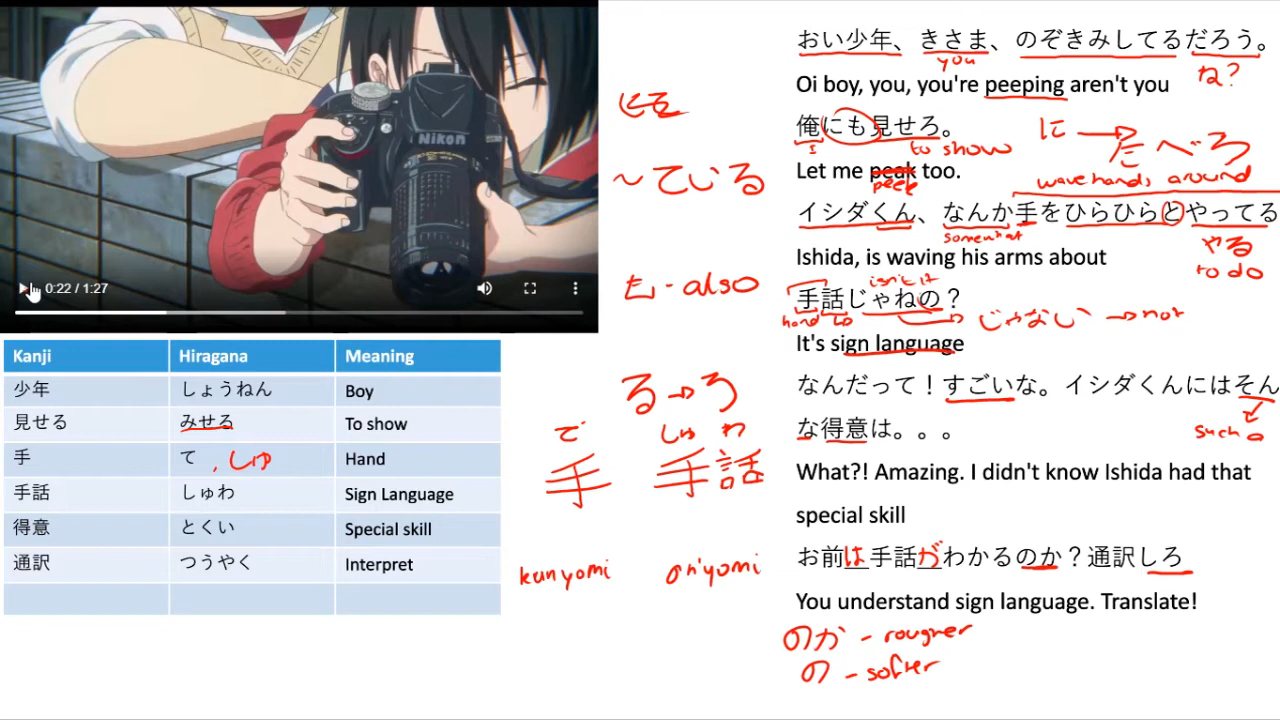 Nikon
0:22 / 1:27
Kanji Hiragana Meaning
少年 しょうねん Boy
見せる みせる To show
手 て , しゅ Hand
手話 しゅわ Sign Language
得意 とくい Special skill
通訳 つうやく Interpret
〜ている
も - also
る→ろ
て しゅ わ
手 手話
kunyomi on'yomi
おい少年、きさま、のぞきみしてるだろう。
you
ね?
Oi boy, you, you're peeping aren't you
俺にも見せろ。
I to show
に → たべろ
Let me peak too.
peek
wave hands around
イシダくん、なんか手をひらひらとやってる
somewhat
やる
to do
Ishida, is waving his arms about
isn't it
手話じゃねの?
hand
じゃない → not
It's sign language
なんだって！すごいな。イシダくんにはそん
な得意は。。。
such a
What?! Amazing. I didn't know Ishida had that
special skill
お前は手話がわかるのか？通訳しろ
You understand sign language. Translate!
のか - rougher
の - softer